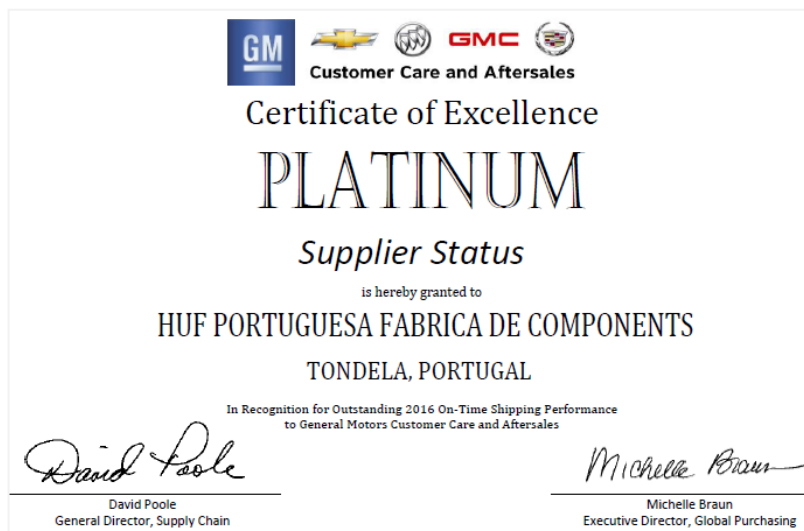 GM
GMC
Customer Care and Aftersales
Certificate of Excellence
PLATINUM
Supplier Status
is hereby granted to
HUF PORTUGUESA FABRICA DE COMPONENTS
TONDELA, PORTUGAL
In Recognition for Outstanding 2016 On-Time Shipping Performance
to General Motors Customer Care and Aftersales
David Poole
Michelle Braun
David Poole
Michelle Braun
General Director, Supply Chain
Executive Director, Global Purchasing